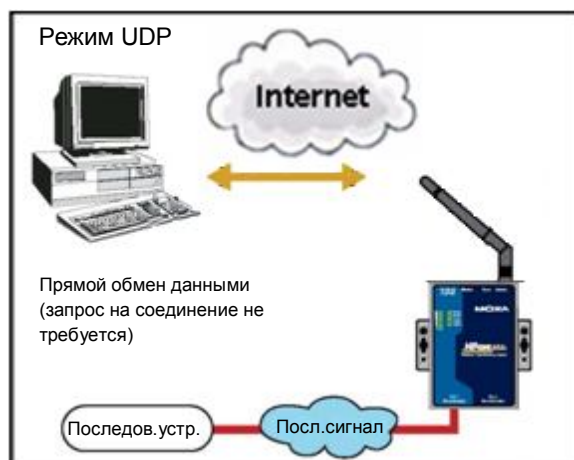 Режим UDP
Internet
Прямой обмен данными
(запрос на соединение не
требуется)
MOXA
Последов.устр.
Посл.сигнал